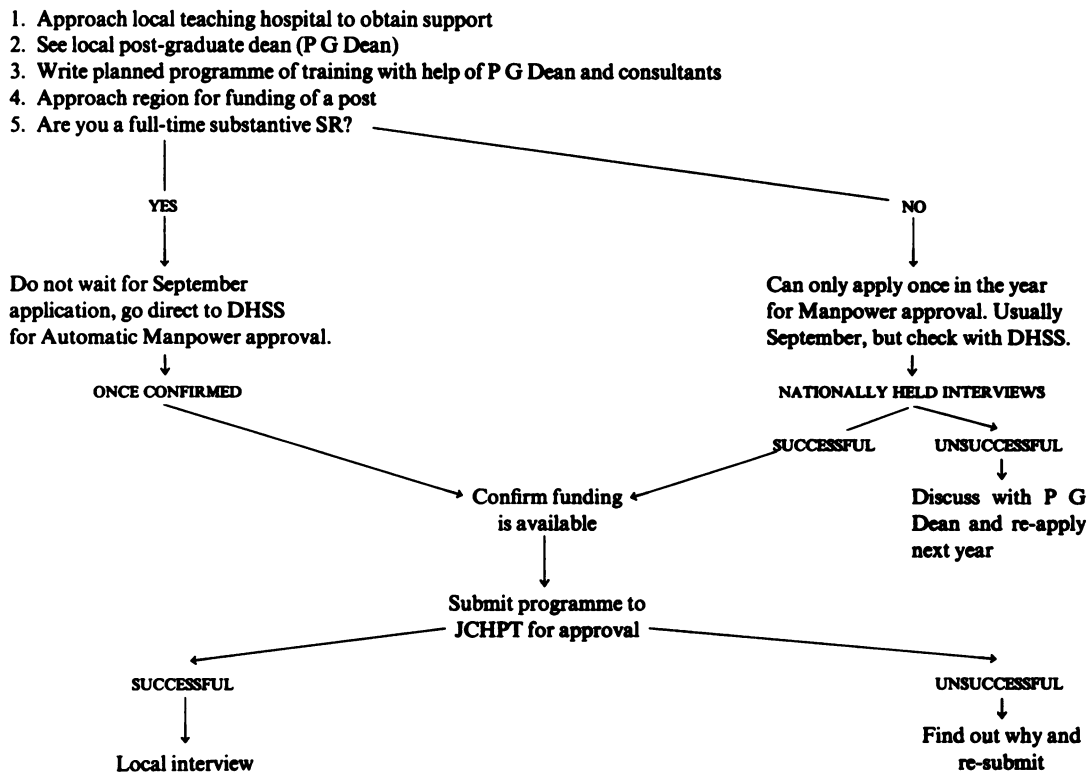 1. Approach local teaching hospital to obtain support
2. See local post-graduate dean (P G Dean)
3. Write planned programme of training with help of P G Dean and consultants
4. Approach region for funding of a post
5. Are you a full-time substantive SR?
YES
NO
Do not wait for September
application, go direct to DHSS
for Automatic Manpower approval.
Can only apply once in the year
for Manpower approval. Usually
September, but check with DHSS.
ONCE CONFIRMED
NATIONALLY HELD INTERVIEWS
SUCCESSFUL
UNSUCCESSFUL
Discuss with P G
Dean and re-apply
next year
Confirm funding
is available
Submit programme to
JCHPT for approval
SUCCESSFUL
UNSUCCESSFUL
Local interview
Find out why and
re-submit